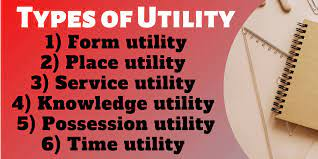 Types of Utility
1) Form utility
2) Place utility
3) Service utility
4) Knowledge utility
5) Possession utility
6) Time utility